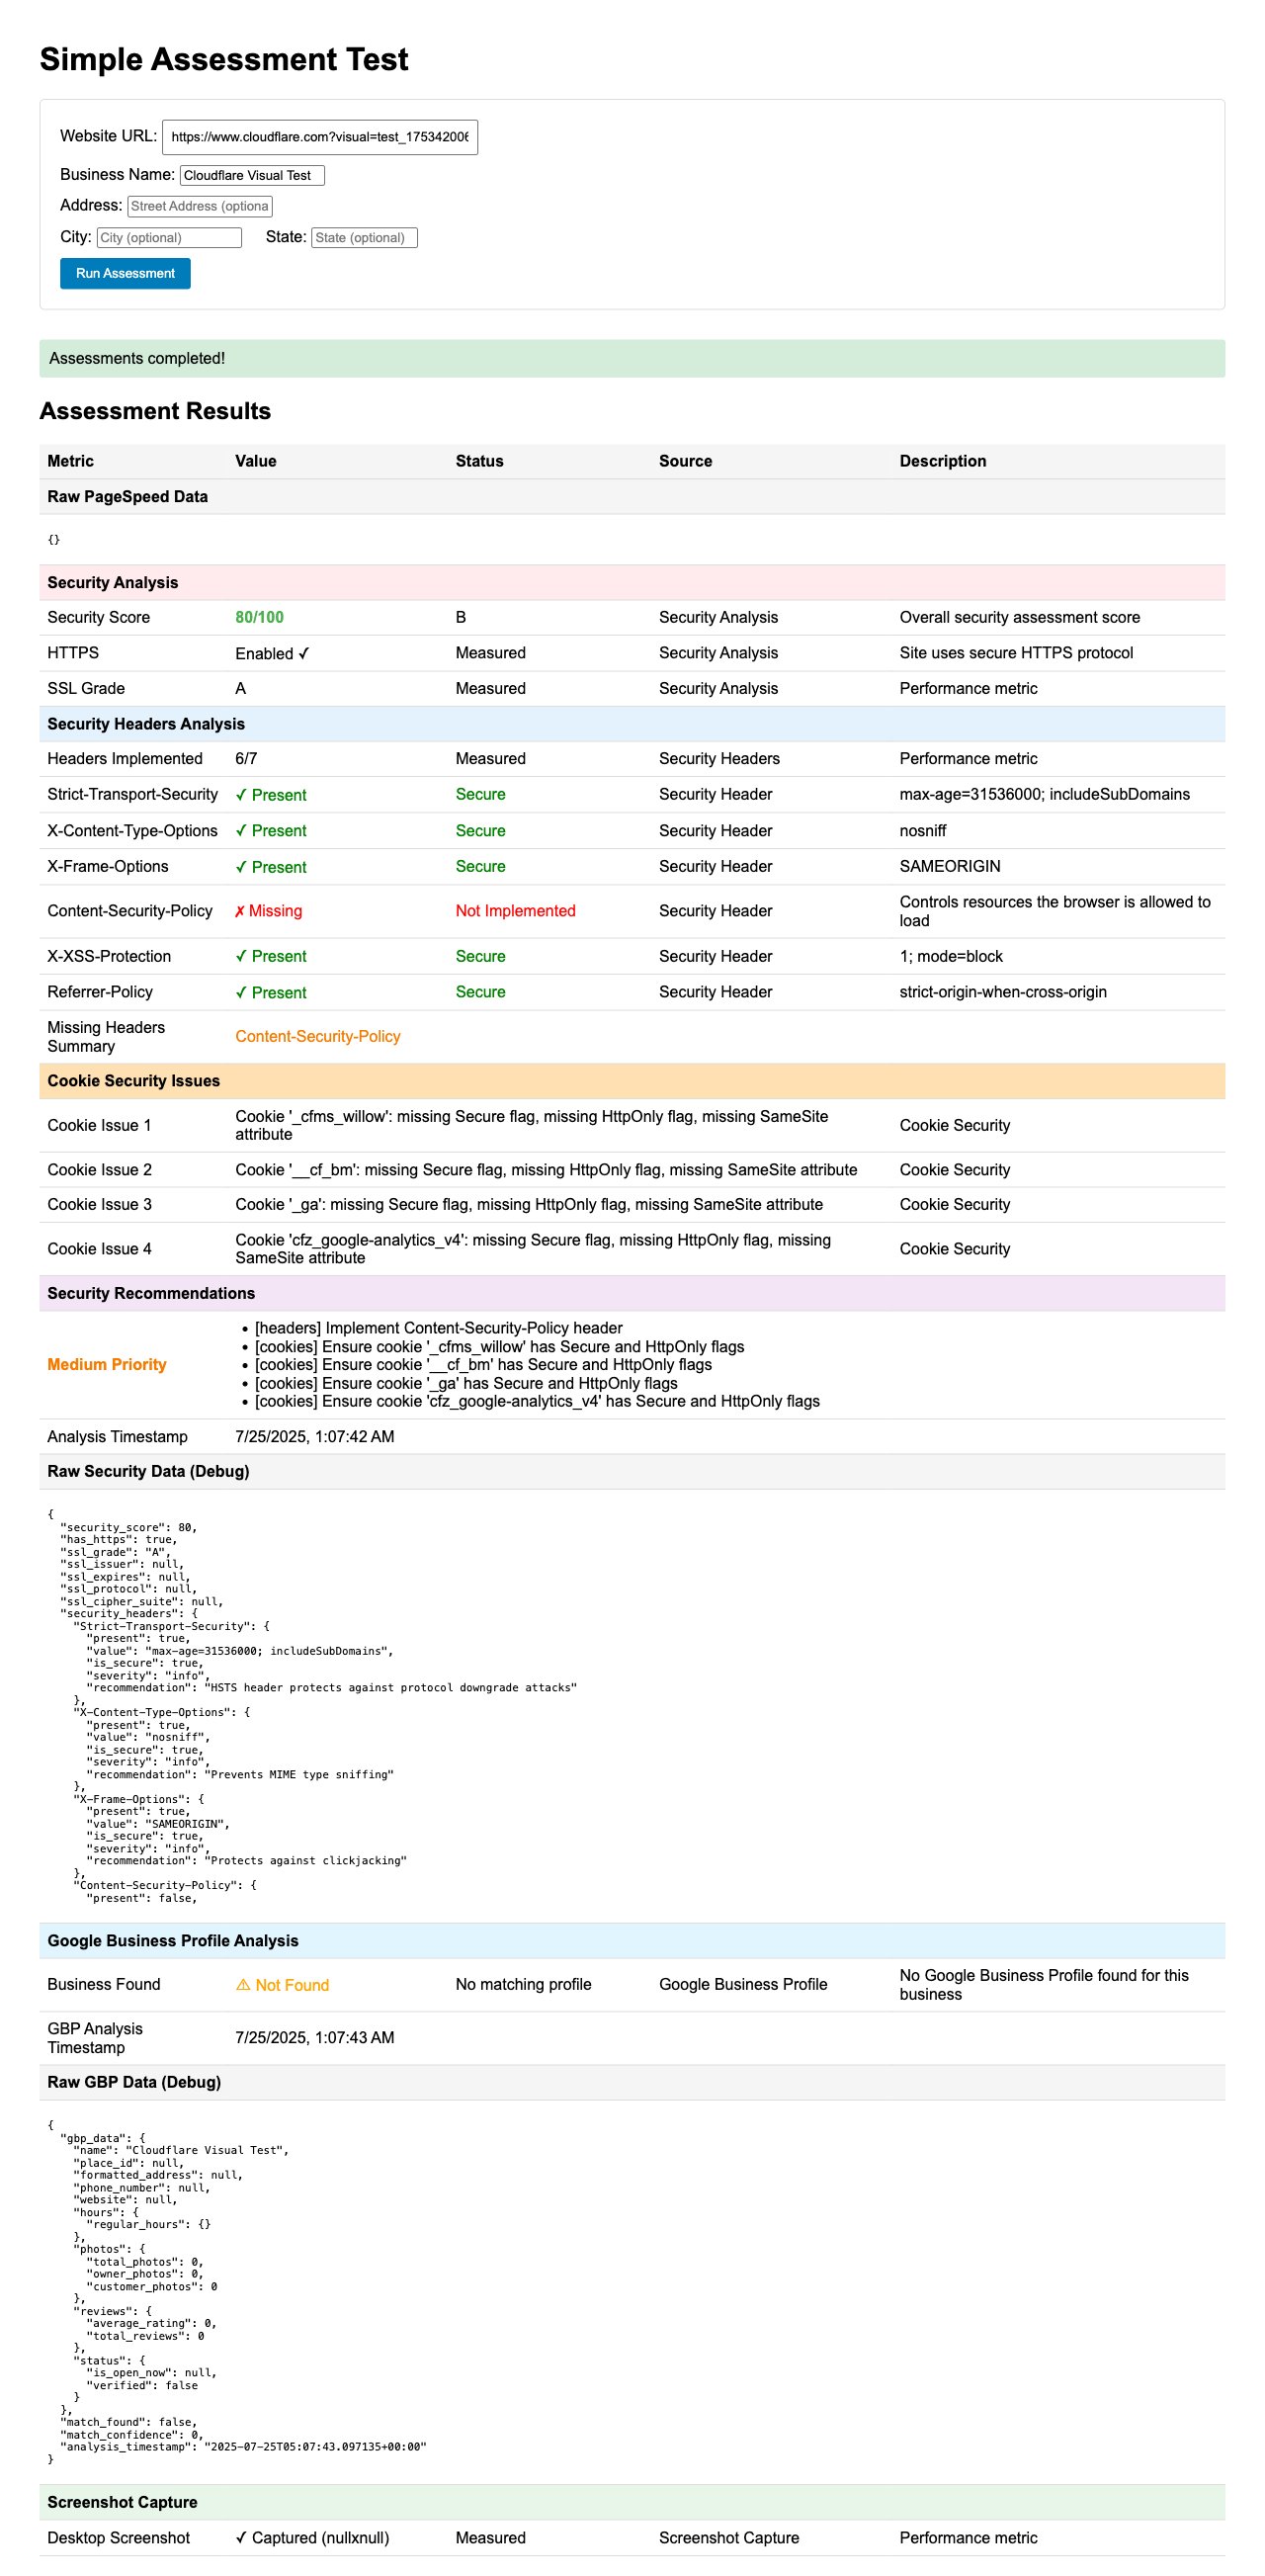 Simple Assessment Test
Website URL: https://www.cloudflare.com?visual=test_175342006
Business Name: Cloudflare Visual Test
Address: Street Address (optiona
City: City (optional) State: State (optional)
Run Assessment
Assessments completed!
Assessment Results
Metric Value Status Source Description
Raw PageSpeed Data
{}
Security Analysis
Security Score 80/100 B Security Analysis Overall security assessment score
HTTPS Enabled ✓ Measured Security Analysis Site uses secure HTTPS protocol
SSL Grade A Measured Security Analysis Performance metric
Security Headers Analysis
Headers Implemented 6/7 Measured Security Headers Performance metric
Strict-Transport-Security ✓ Present Secure Security Header max-age=31536000; includeSubDomains
X-Content-Type-Options ✓ Present Secure Security Header nosniff
X-Frame-Options ✓ Present Secure Security Header SAMEORIGIN
Content-Security-Policy ✗ Missing Not Implemented Security Header Controls resources the browser is allowed to
load
X-XSS-Protection ✓ Present Secure Security Header 1; mode=block
Referrer-Policy ✓ Present Secure Security Header strict-origin-when-cross-origin
Missing Headers
Summary
Content-Security-Policy
Cookie Security Issues
Cookie Issue 1 Cookie '_cfms_willow': missing Secure flag, missing HttpOnly flag, missing SameSite
attribute
Cookie Security
Cookie Issue 2 Cookie '__cf_bm': missing Secure flag, missing HttpOnly flag, missing SameSite attribute Cookie Security
Cookie Issue 3 Cookie '_ga': missing Secure flag, missing HttpOnly flag, missing SameSite attribute Cookie Security
Cookie Issue 4 Cookie 'cfz_google-analytics_v4': missing Secure flag, missing HttpOnly flag, missing
SameSite attribute
Cookie Security
Security Recommendations
Medium Priority
• [headers] Implement Content-Security-Policy header
• [cookies] Ensure cookie '_cfms_willow' has Secure and HttpOnly flags
• [cookies] Ensure cookie '__cf_bm' has Secure and HttpOnly flags
• [cookies] Ensure cookie '_ga' has Secure and HttpOnly flags
• [cookies] Ensure cookie 'cfz_google-analytics_v4' has Secure and HttpOnly flags
Analysis Timestamp 7/25/2025, 1:07:42 AM
Raw Security Data (Debug)
{
"security_score": 80,
"has_https": true,
"ssl_grade": "A",
"ssl_issuer": null,
"ssl_expires": null,
"ssl_protocol": null,
"ssl_cipher_suite": null,
"security_headers": {
"Strict-Transport-Security": {
"present": true,
"value": "max-age=31536000; includeSubDomains",
"is_secure": true,
"severity": "info",
"recommendation": "HSTS header protects against protocol downgrade attacks"
},
"X-Content-Type-Options": {
"present": true,
"value": "nosniff",
"is_secure": true,
"severity": "info",
"recommendation": "Prevents MIME type sniffing"
},
"X-Frame-Options": {
"present": true,
"value": "SAMEORIGIN",
"is_secure": true,
"severity": "info",
"recommendation": "Protects against clickjacking"
},
"Content-Security-Policy": {
"present": false,
Google Business Profile Analysis
Business Found ⚠ Not Found No matching profile Google Business Profile No Google Business Profile found for this
business
GBP Analysis
Timestamp
7/25/2025, 1:07:43 AM
Raw GBP Data (Debug)
{
"gbp_data": {
"name": "Cloudflare Visual Test",
"place_id": null,
"formatted_address": null,
"phone_number": null,
"website": null,
"hours": {
"regular_hours": {}
},
"photos": {
"total_photos": 0,
"owner_photos": 0,
"customer_photos": 0
},
"reviews": {
"average_rating": 0,
"total_reviews": 0
},
"status": {
"is_open_now": null,
"verified": false
}
},
"match_found": false,
"match_confidence": 0,
"analysis_timestamp": "2025-07-25T05:07:43.097135+00:00"
}
Screenshot Capture
Desktop Screenshot ✓ Captured (nullxnull) Measured Screenshot Capture Performance metric